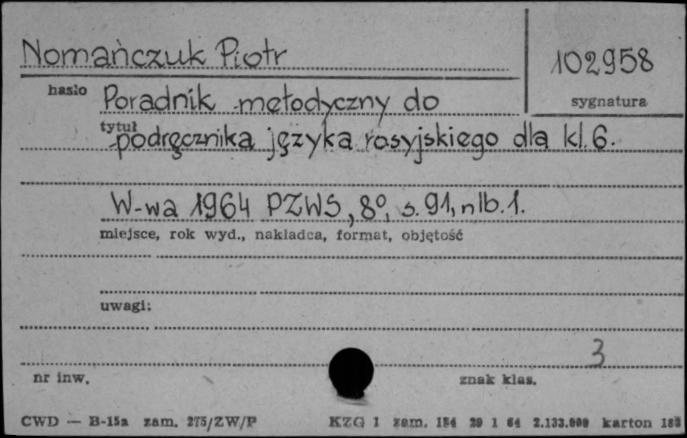 Nomańczuk Piotr
102958
hasło
sygnatura
Poradnik metodyczny do
tytuł
podręcznika języka rosyjskiego dla kl. 6.
W-wa 1964 PZWS, 8°, s. 91, nlb. 1.
miejsce, rok wyd., nakładca, format, objętość
uwagi:
3
nr inw.
znak klas.
CWD — B-15a zam. 275/ZW/P KZG 1 zam. 184 29 1 64 2.133.000 karton